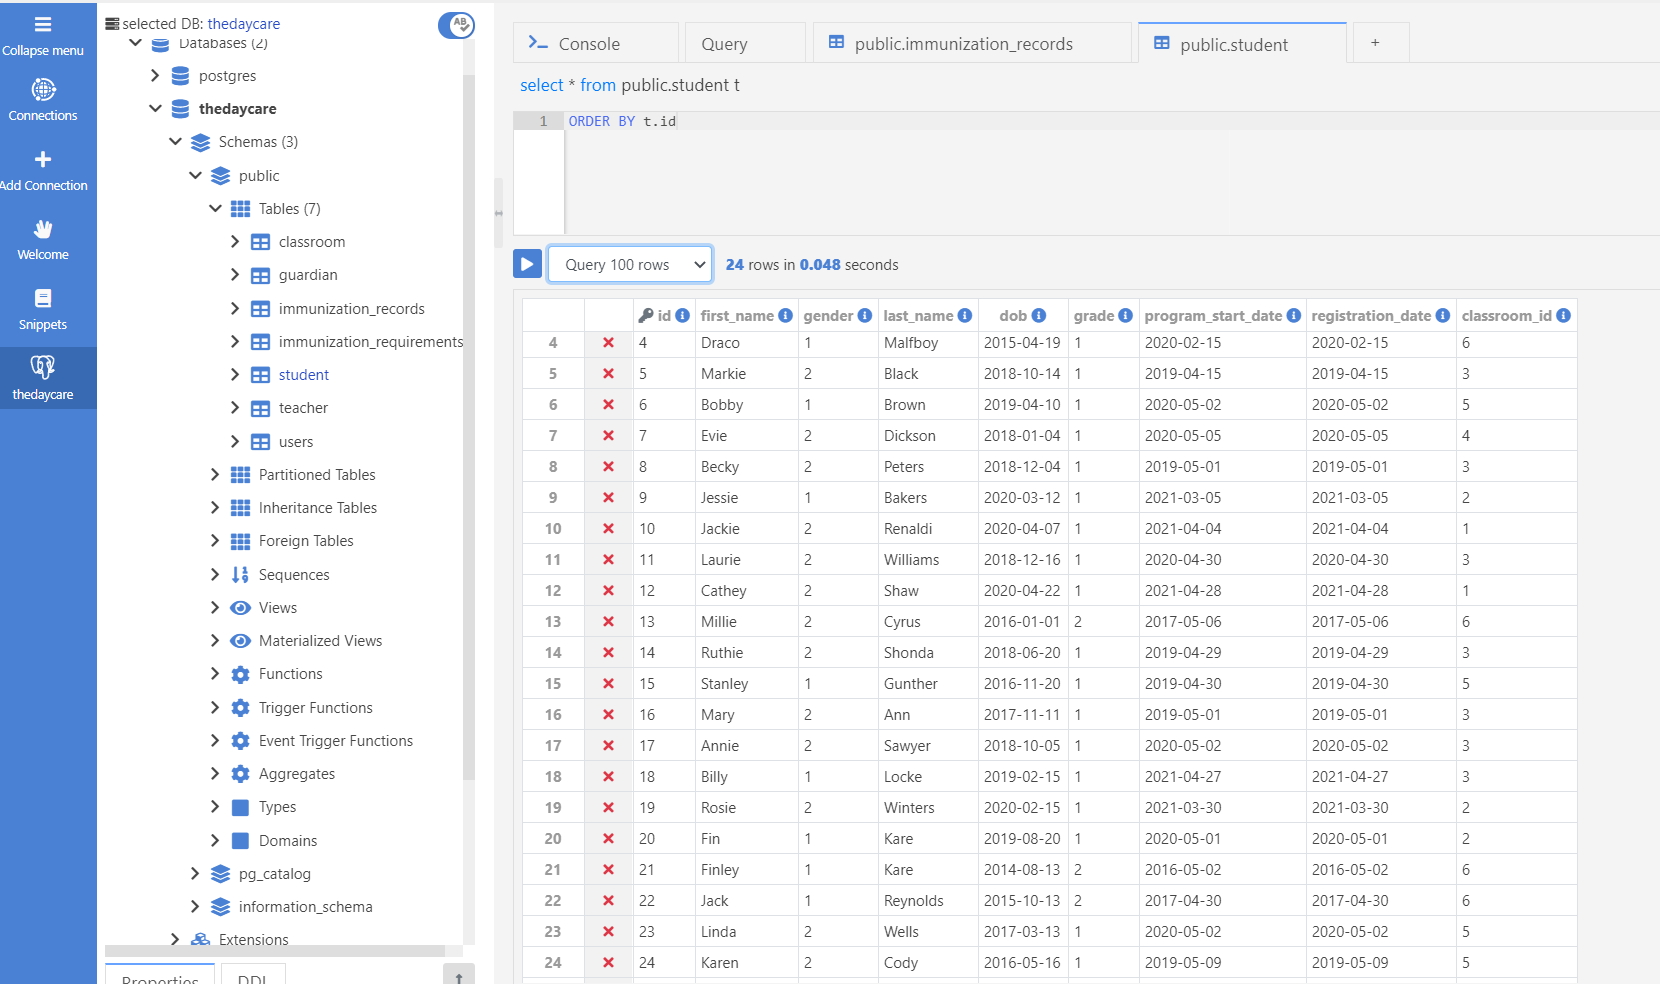 Collapse menu
Connections
Add Connection
Welcome
Snippets
thedaycare
selected DB: thedaycare
AB
Databases (2)
postgres
thedaycare
Schemas (3)
public
Tables (7)
classroom
guardian
immunization_records
immunization_requirements
student
teacher
users
Partitioned Tables
Inheritance Tables
Foreign Tables
Sequences
Views
Materialized Views
Functions
Trigger Functions
Event Trigger Functions
Aggregates
Types
Domains
pg_catalog
information_schema
Extensions
Properties DDL
Console Query public.immunization_records public.student +
select * from public.student t
1 ORDER BY t.id
Query 100 rows 24 rows in 0.048 seconds
id first_name gender last_name dob grade program_start_date registration_date classroom_id
4 4 Draco 1 Malfboy 2015-04-19 1 2020-02-15 2020-02-15 6
5 5 Markie 2 Black 2018-10-14 1 2019-04-15 2019-04-15 3
6 6 Bobby 1 Brown 2019-04-10 1 2020-05-02 2020-05-02 5
7 7 Evie 2 Dickson 2018-01-04 1 2020-05-05 2020-05-05 4
8 8 Becky 2 Peters 2018-12-04 1 2019-05-01 2019-05-01 3
9 9 Jessie 1 Bakers 2020-03-12 1 2021-03-05 2021-03-05 2
10 10 Jackie 2 Renaldi 2020-04-07 1 2021-04-04 2021-04-04 1
11 11 Laurie 2 Williams 2018-12-16 1 2020-04-30 2020-04-30 3
12 12 Cathey 2 Shaw 2020-04-22 1 2021-04-28 2021-04-28 1
13 13 Millie 2 Cyrus 2016-01-01 2 2017-05-06 2017-05-06 6
14 14 Ruthie 2 Shonda 2018-06-20 1 2019-04-29 2019-04-29 3
15 15 Stanley 1 Gunther 2016-11-20 1 2019-04-30 2019-04-30 5
16 16 Mary 2 Ann 2017-11-11 1 2019-05-01 2019-05-01 3
17 17 Annie 2 Sawyer 2018-10-05 1 2020-05-02 2020-05-02 3
18 18 Billy 1 Locke 2019-02-15 1 2021-04-27 2021-04-27 3
19 19 Rosie 2 Winters 2020-02-15 1 2021-03-30 2021-03-30 2
20 20 Fin 1 Kare 2019-08-20 1 2020-05-01 2020-05-01 2
21 21 Finley 1 Kare 2014-08-13 2 2016-05-02 2016-05-02 6
22 22 Jack 1 Reynolds 2015-10-13 2 2017-04-30 2017-04-30 6
23 23 Linda 2 Wells 2017-03-13 1 2020-05-02 2020-05-02 5
24 24 Karen 2 Cody 2016-05-16 1 2019-05-09 2019-05-09 5